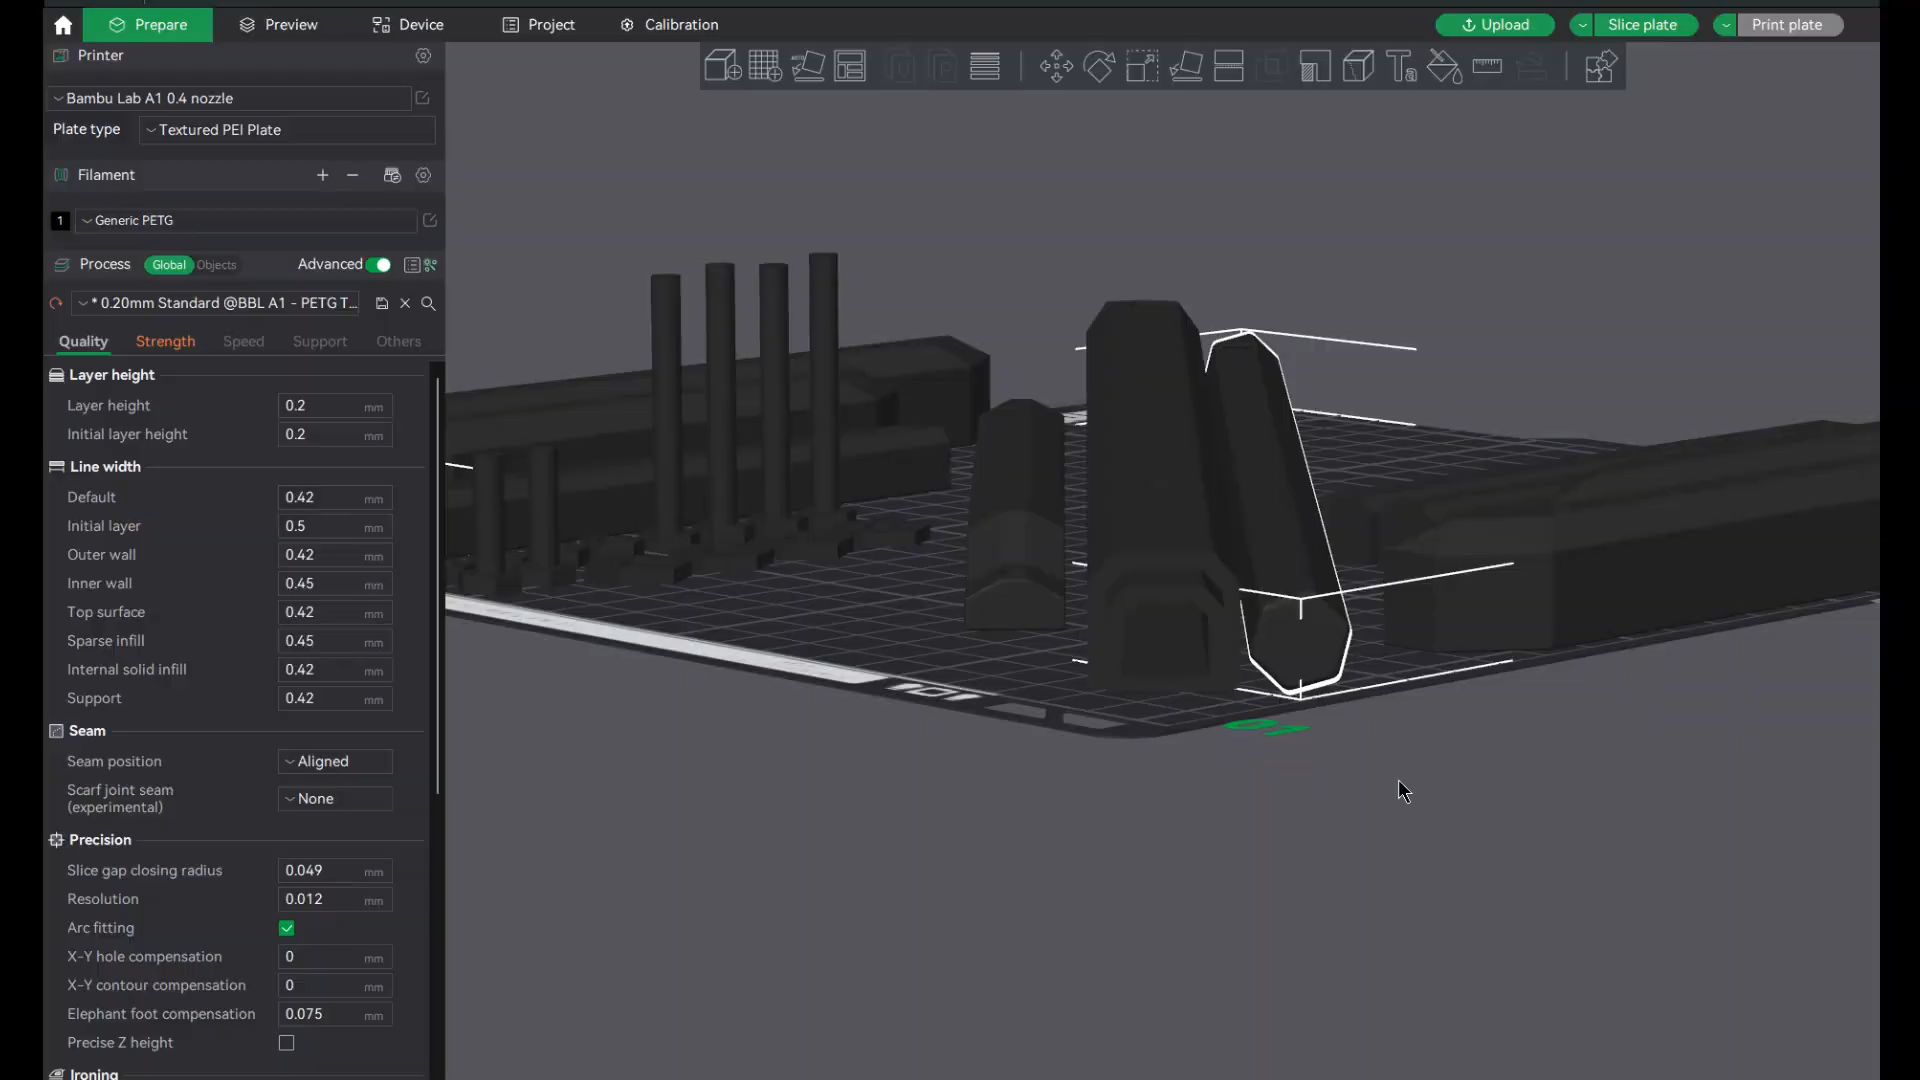 Prepare Preview Device Project Calibration Upload Slice plate Print plate
Printer
Bambu Lab A1 0.4 nozzle
Plate type Textured PEI Plate
Filament
1 Generic PETG
Process Global Objects Advanced
* 0.20mm Standard @BBL A1 - PETG T...
Quality Strength Speed Support Others
Layer height
Layer height 0.2 mm
Initial layer height 0.2 mm
Line width
Default 0.42 mm
Initial layer 0.5 mm
Outer wall 0.42 mm
Inner wall 0.45 mm
Top surface 0.42 mm
Sparse infill 0.45 mm
Internal solid infill 0.42 mm
Support 0.42 mm
Seam
Seam position Aligned
Scarf joint seam
(experimental) None
Precision
Slice gap closing radius 0.049 mm
Resolution 0.012 mm
Arc fitting
X-Y hole compensation 0 mm
X-Y contour compensation 0 mm
Elephant foot compensation 0.075 mm
Precise Z height
Ironing
01